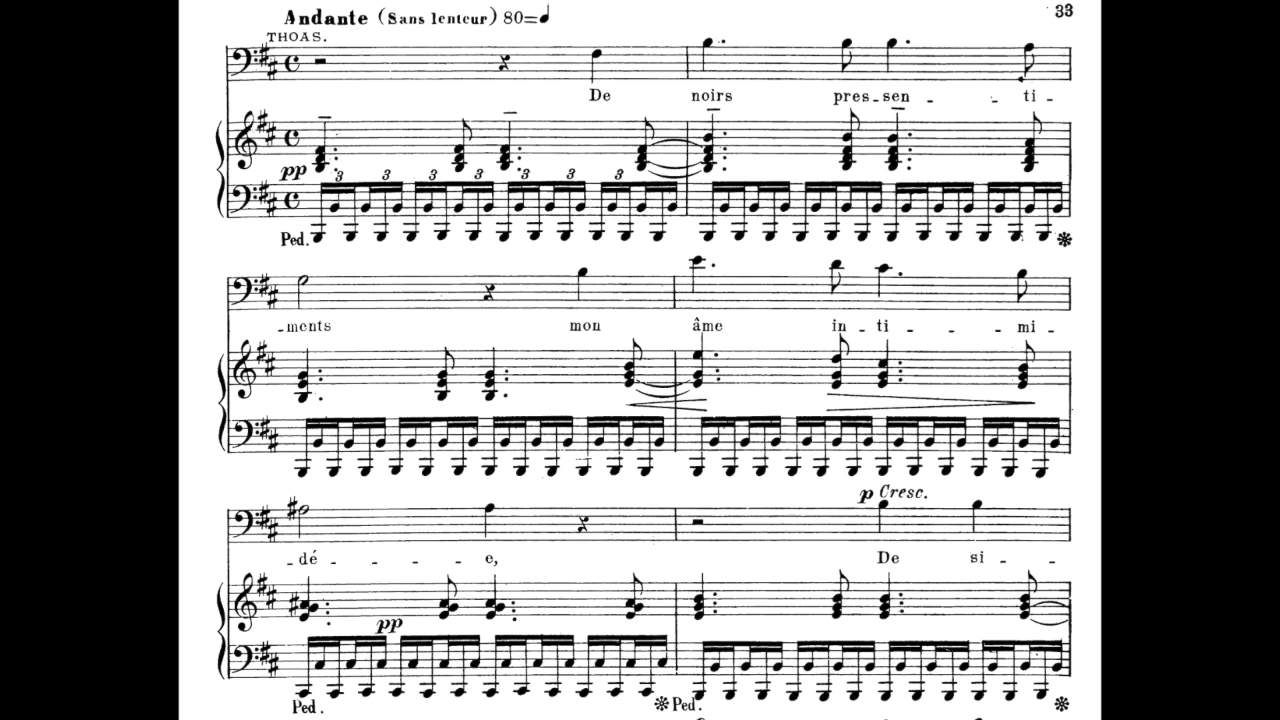 33
Andante (Sans lenteur) 80=♩
THOAS.
De noirs pres-sen - - ti-
pp
3 3 3 3 3 3 3
Ped. *
-ments mon âme in-ti - - mi-
p Cresc.
-dé - - - e, De si - -
pp
Ped. * Ped. *